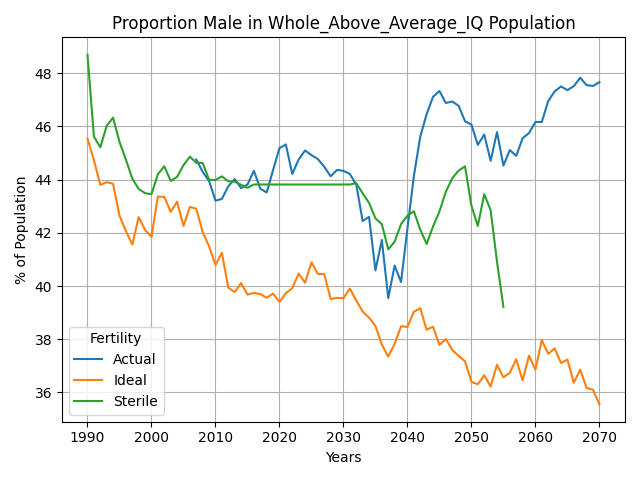 Proportion Male in Whole_Above_Average_IQ Population
% of Population
48
46
44
42
40
38
36
Fertility
Actual
Ideal
Sterile
1990 2000 2010 2020 2030 2040 2050 2060 2070
Years